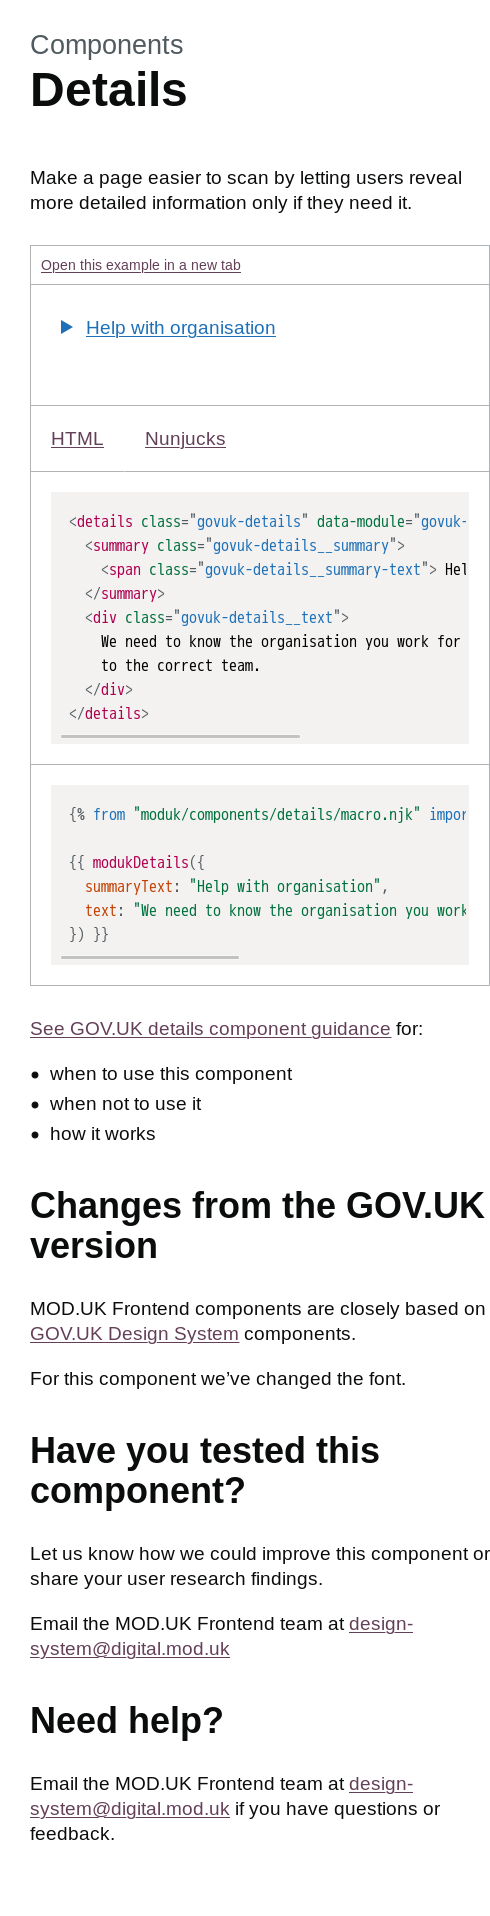 Components
Details
Make a page easier to scan by letting users reveal
more detailed information only if they need it.
Open this example in a new tab
Help with organisation
HTML Nunjucks
<details class="govuk-details" data-module="govuk-
<summary class="govuk-details__summary">
<span class="govuk-details__summary-text"> Hel
</summary>
<div class="govuk-details__text">
We need to know the organisation you work for
to the correct team.
</div>
</details>
{% from "moduk/components/details/macro.njk" impor
{{ modukDetails({
summaryText: "Help with organisation",
text: "We need to know the organisation you work
}) }}
See GOV.UK details component guidance for:
• when to use this component
• when not to use it
• how it works
Changes from the GOV.UK
version
MOD.UK Frontend components are closely based on
GOV.UK Design System components.
For this component we’ve changed the font.
Have you tested this
component?
Let us know how we could improve this component or
share your user research findings.
Email the MOD.UK Frontend team at design-
system@digital.mod.uk
Need help?
Email the MOD.UK Frontend team at design-
system@digital.mod.uk if you have questions or
feedback.